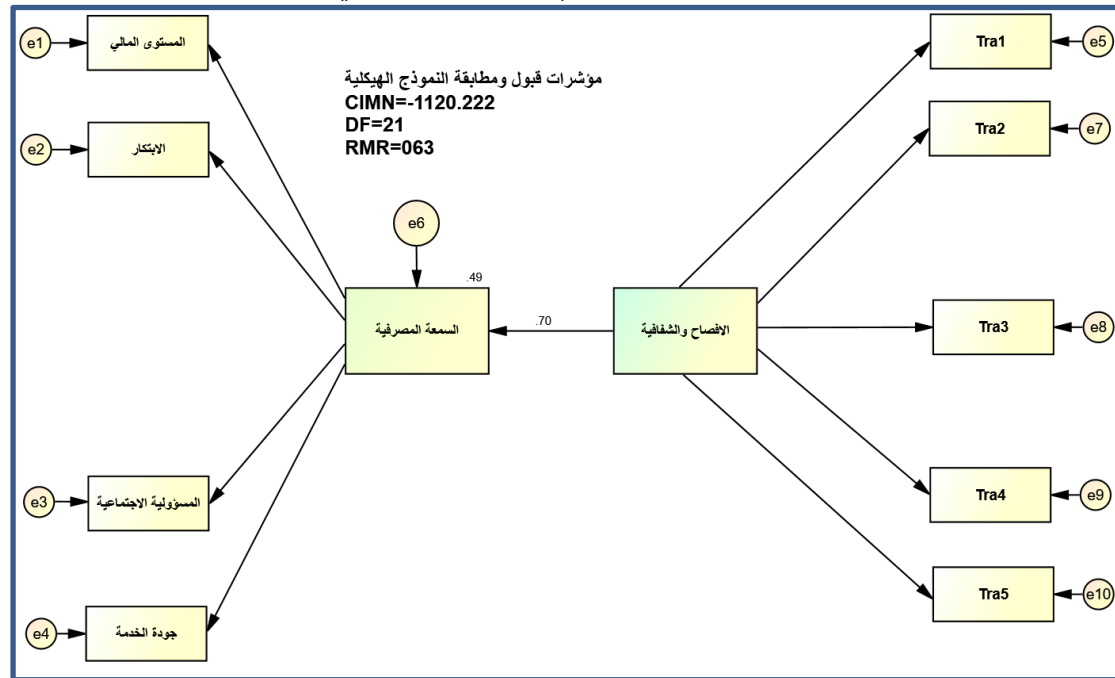 e1
المستوى المالي
Tra1
e5
مؤشرات قبول ومطابقة النموذج الهيكلية
CIMN=-1120.222
DF=21
RMR=063
e2
الابتكار
Tra2
e7
e6
.49
السمعة المصرفية
.70
الافصاح والشفافية
Tra3
e8
e3
المسؤولية الاجتماعية
Tra4
e9
e4
جودة الخدمة
Tra5
e10